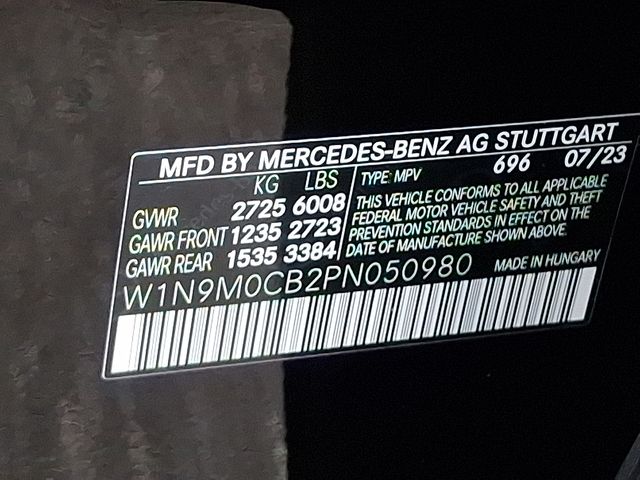 MFD BY MERCEDES-BENZ AG STUTTGART
KG LBS
GVWR 2725 6008
GAWR FRONT 1235 2723
GAWR REAR 1535 3384
TYPE: MPV 696 07/23
THIS VEHICLE CONFORMS TO ALL APPLICABLE
FEDERAL MOTOR VEHICLE SAFETY AND THEFT
PREVENTION STANDARDS IN EFFECT ON THE
DATE OF MANUFACTURE SHOWN ABOVE.
W1N9M0CB2PN050980 MADE IN HUNGARY